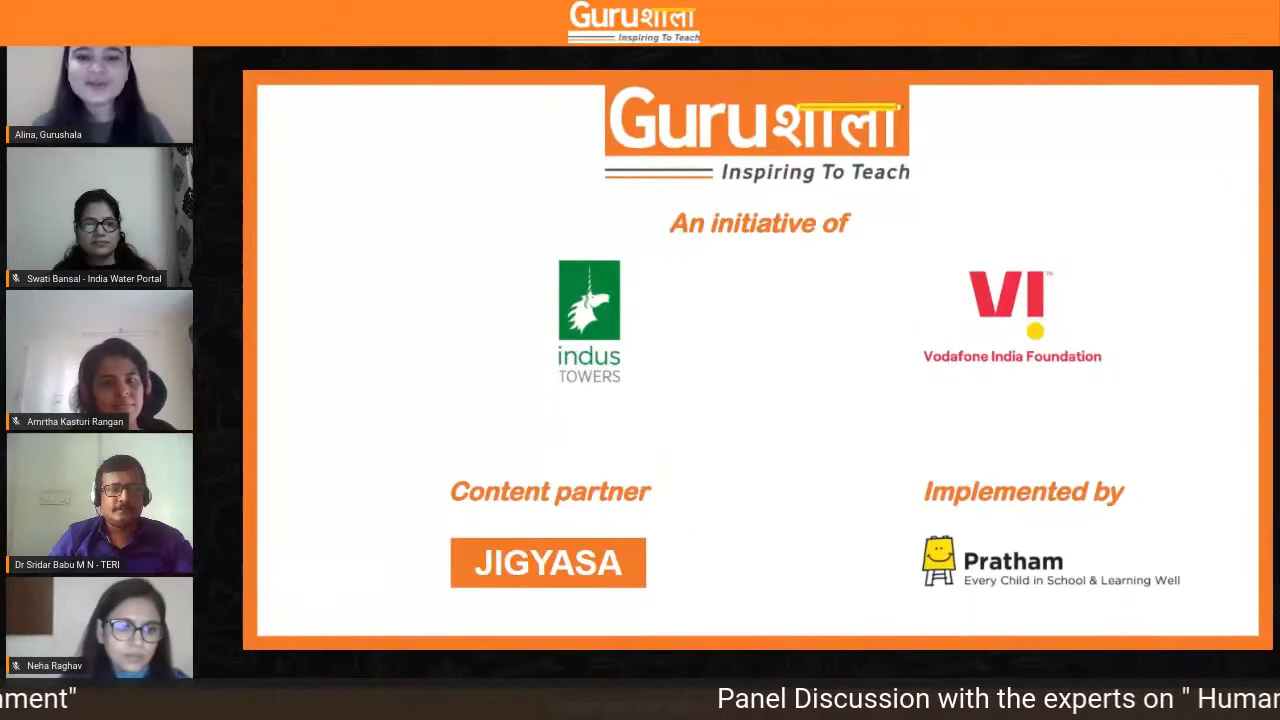 Guruशाला
Inspiring To Teach
Alina, Gurushala
Swati Bansal - India Water Portal
Amrtha Kasturi Rangan
Dr Sridar Babu M N - TERI
Neha Raghav
Guruशाला
Inspiring To Teach
An initiative of
indus
TOWERS
VI™
Vodafone India Foundation
Content partner
JIGYASA
Implemented by
Pratham
Every Child in School & Learning Well
nment"
Panel Discussion with the experts on " Human